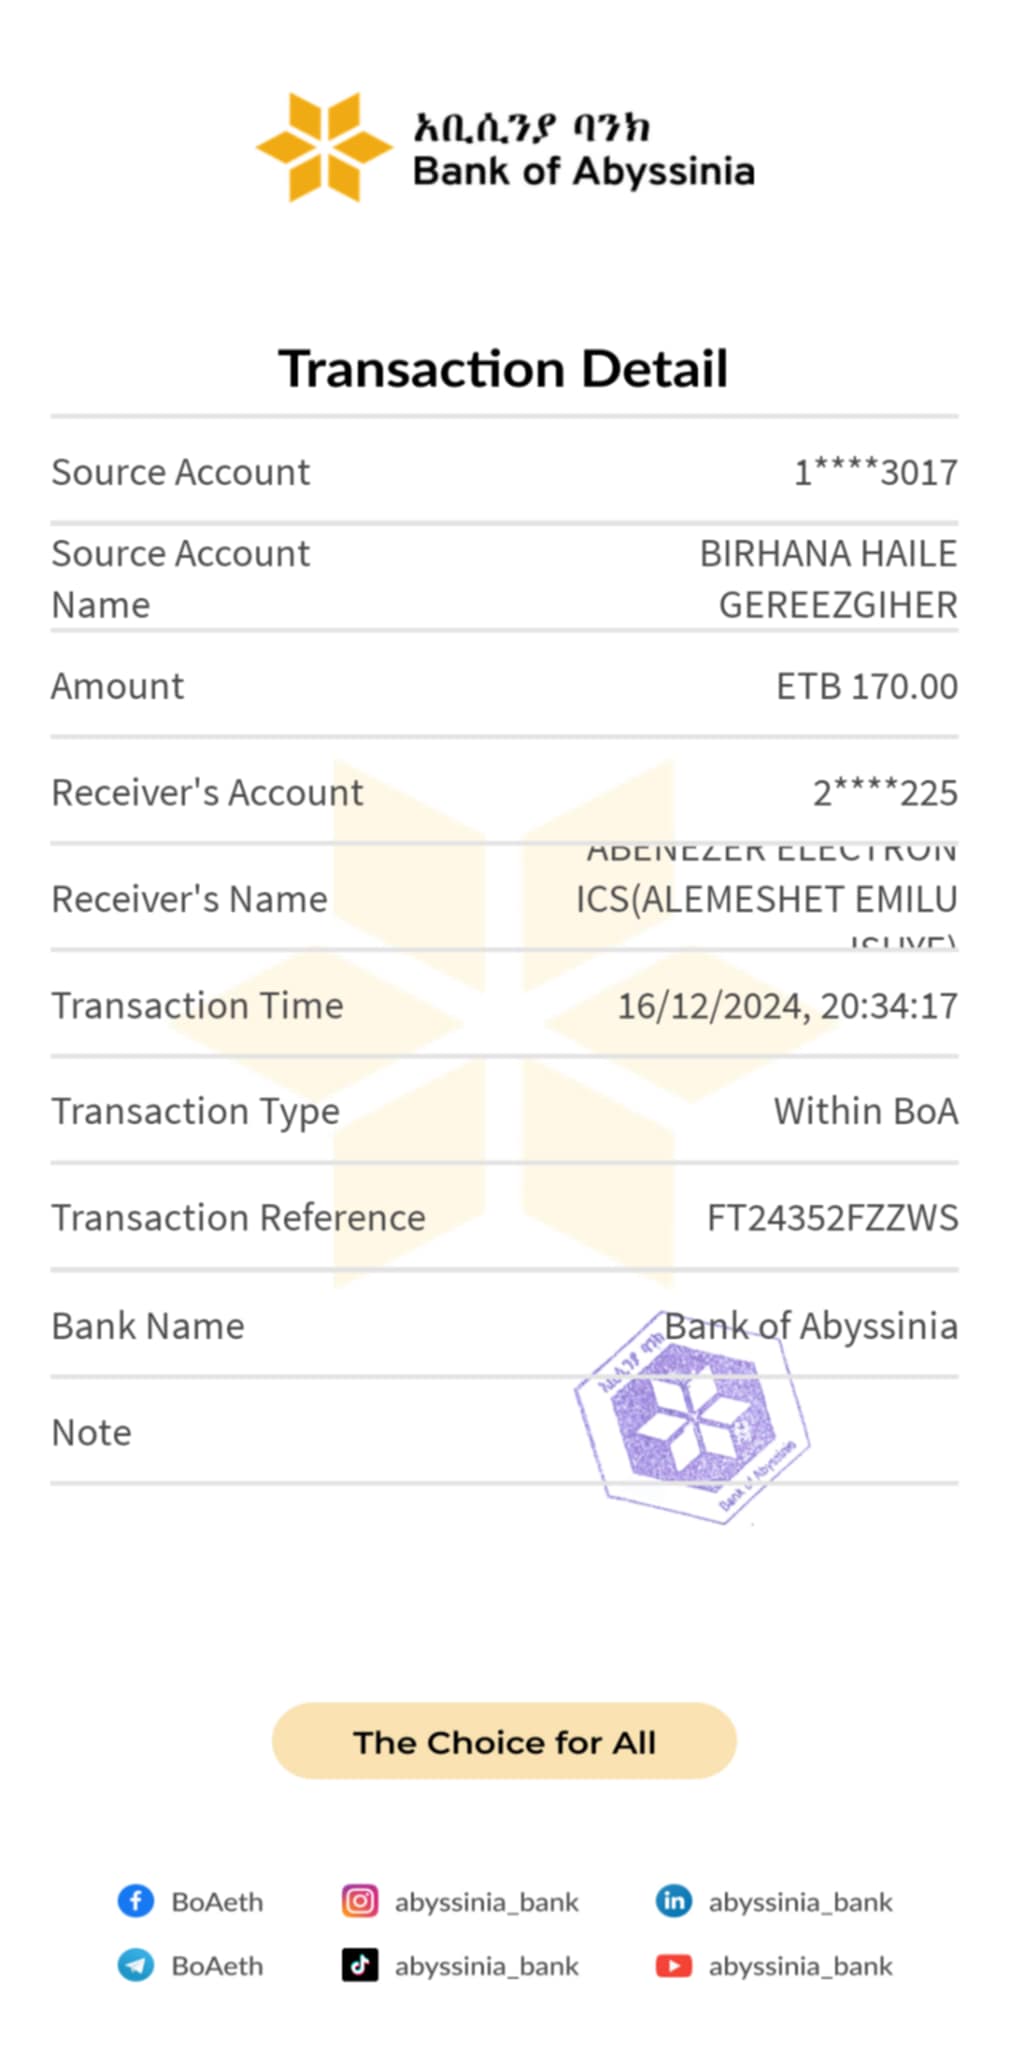 አቢሲንያ ባንክ
Bank of Abyssinia
Transaction Detail
Source Account 1****3017
Source Account BIRHANA HAILE
Name GEREEZGIHER
Amount ETB 170.00
Receiver's Account 2****225
ABENEZER ELECTRON
Receiver's Name ICS(ALEMESHET EMILU
Transaction Time 16/12/2024, 20:34:17
Transaction Type Within BoA
Transaction Reference FT24352FZZWS
Bank Name Bank of Abyssinia
አቢሲንያ ባንክ
Note
Bank of Abyssinia
The Choice for All
BoAeth abyssinia_bank abyssinia_bank
BoAeth abyssinia_bank abyssinia_bank